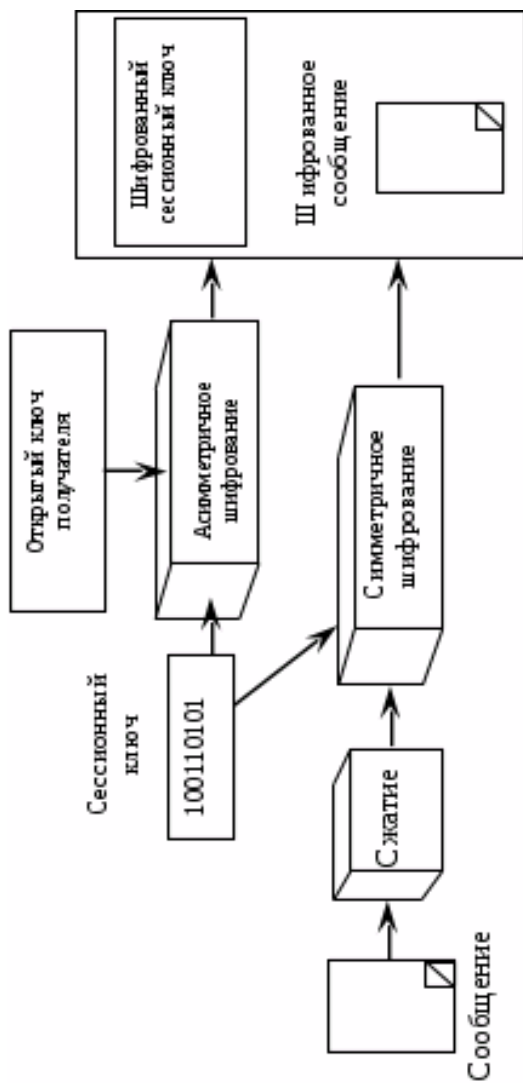 Открытый ключ
получателя
Сессионный
ключ
100110101
Асимметричное
шифрование
Шифрованный
сессионный ключ
Сообщение
Сжатие
Симметричное
шифрование
Шифрованное
сообщение